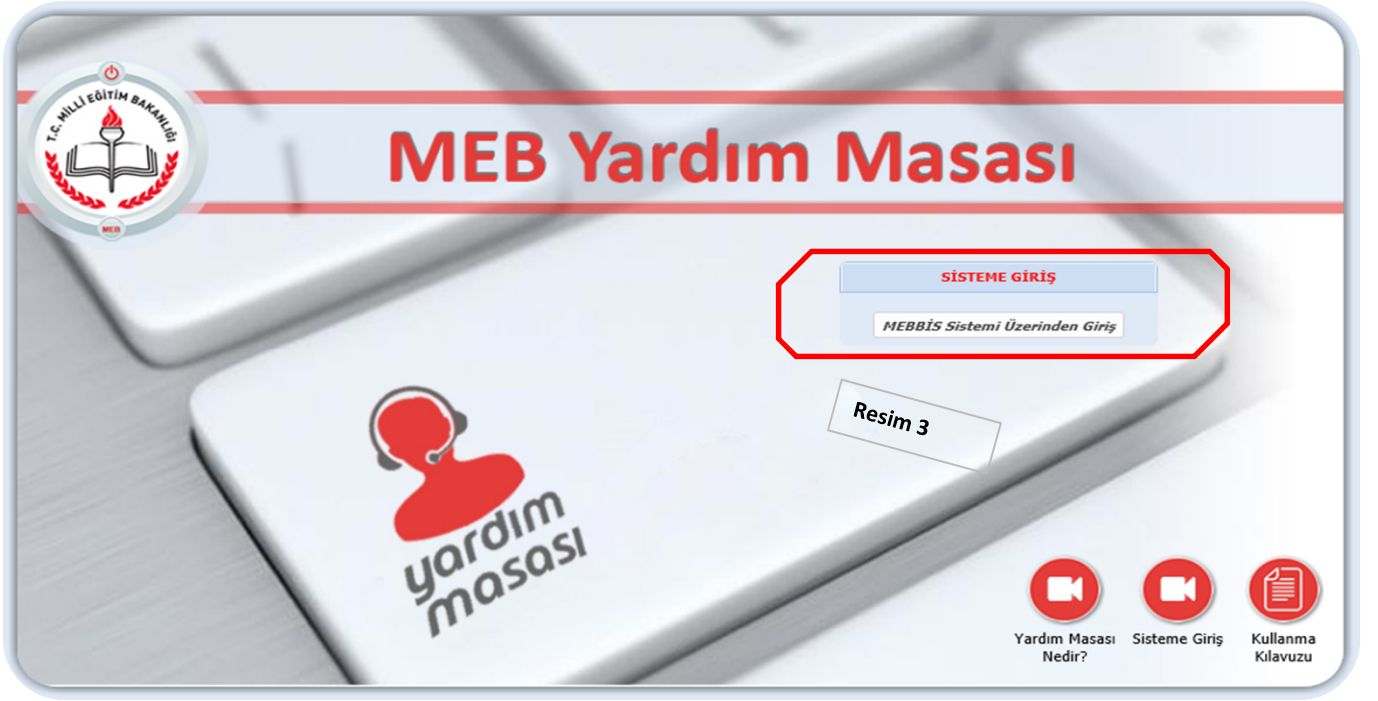 T.C. MİLLİ EĞİTİM BAKANLIĞI
MEB
MEB Yardım Masası
SİSTEME GİRİŞ
MEBBİS Sistemi Üzerinden Giriş
Resim 3
yardım
masası
Yardım Masası
Nedir?
Sisteme Giriş
Kullanma
Kılavuzu